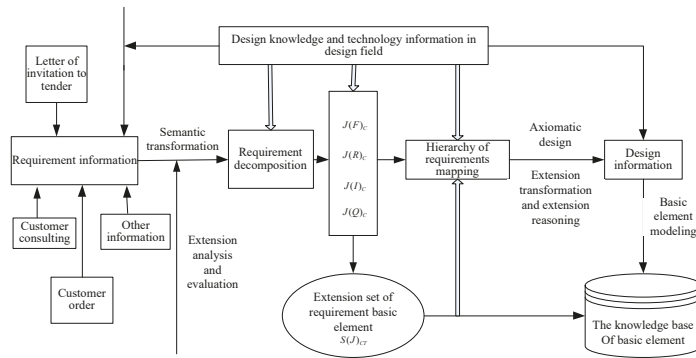 Design knowledge and technology information in
design field
Letter of
invitation to
tender
Semantic
transformation
Requirement information
Requirement
decomposition
J(F)C
J(R)C
J(I)C
J(Q)C
Hierarchy of
requirements
mapping
Axiomatic
design
Extension
transformation
and extension
reasoning
Design
information
Customer
consulting
Other
information
Customer
order
Extension
analysis
and
evaluation
Basic
element
modeling
Extension set of
requirement basic
element
S(J)CT
The knowledge base
Of basic element